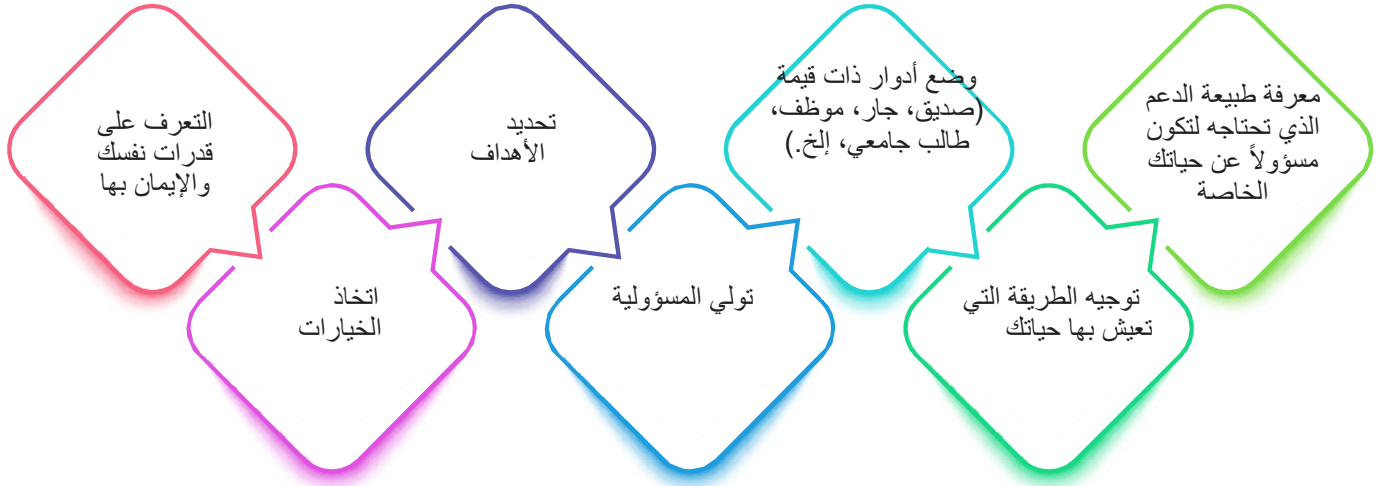 التعرف على
قدرات نفسك
والإيمان بها
اتخاذ
الخيارات
تحديد
الأهداف
تولي المسؤولية
وضع أدوار ذات قيمة
(صديق، جار، موظف،
طالب جامعي، إلخ.)
توجيه الطريقة التي
تعيش بها حياتك
معرفة طبيعة الدعم
الذي تحتاجه لتكون
مسؤولاً عن حياتك
الخاصة